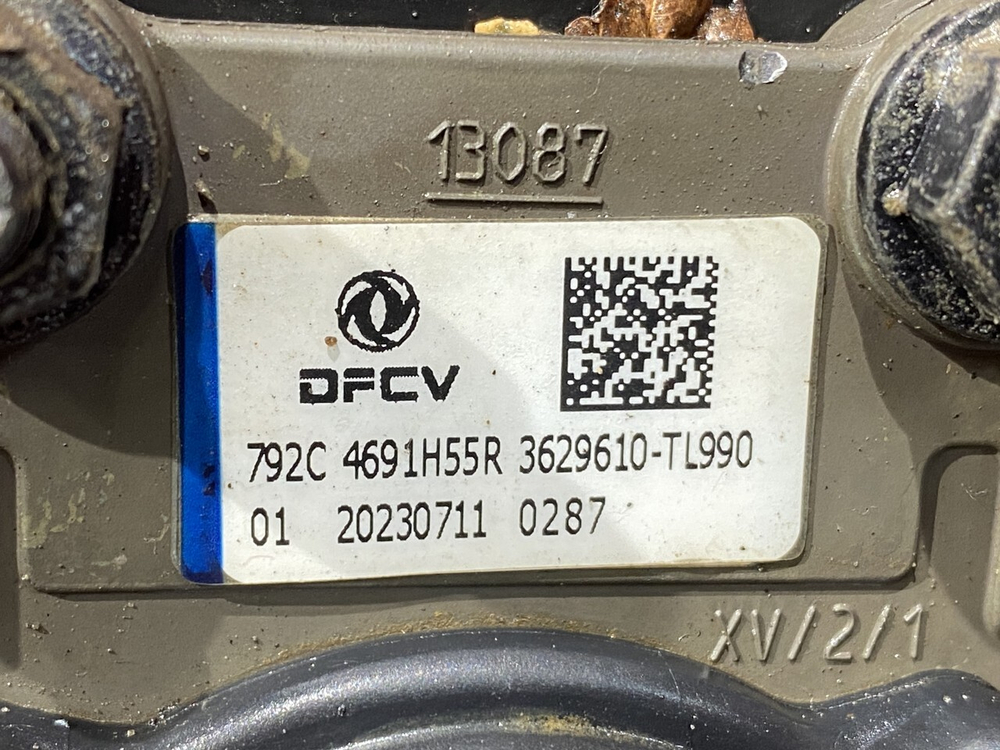 13087
DFCV
792C 4691H55R 3629610-TL990
01 20230711 0287
XV/2/1